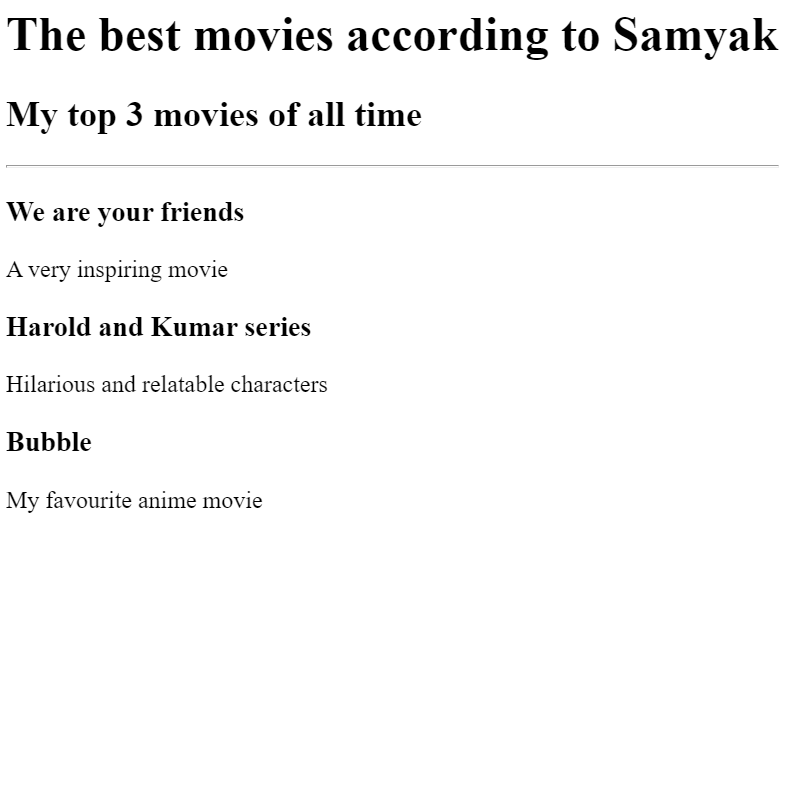 The best movies according to Samyak
My top 3 movies of all time
We are your friends
A very inspiring movie
Harold and Kumar series
Hilarious and relatable characters
Bubble
My favourite anime movie